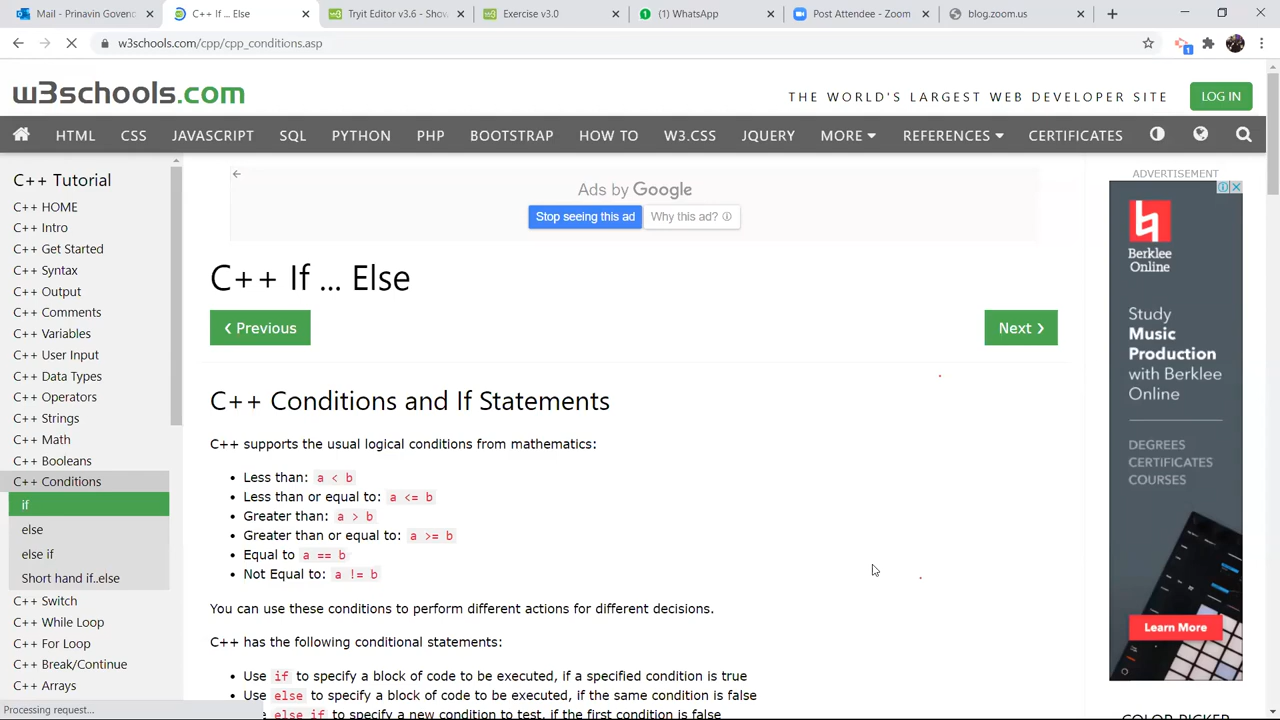 Mail - Prinavin Govend
C++ If ... Else
Tryit Editor v3.6 - Show
Exercise v3.0
(1) WhatsApp
Post Attendee - Zoom
blog.zoom.us
w3schools.com/cpp/cpp_conditions.asp
1
w3schools.com
THE WORLD'S LARGEST WEB DEVELOPER SITE
LOG IN
HTML CSS JAVASCRIPT SQL PYTHON PHP BOOTSTRAP HOW TO W3.CSS JQUERY MORE REFERENCES CERTIFICATES
C++ Tutorial
C++ HOME
C++ Intro
C++ Get Started
C++ Syntax
C++ Output
C++ Comments
C++ Variables
C++ User Input
C++ Data Types
C++ Operators
C++ Strings
C++ Math
C++ Booleans
C++ Conditions
if
else
else if
Short hand if..else
C++ Switch
C++ While Loop
C++ For Loop
C++ Break/Continue
C++ Arrays
Processing request...
Ads by Google
Stop seeing this ad
Why this ad?
C++ If ... Else
❮ Previous
Next ❯
C++ Conditions and If Statements
C++ supports the usual logical conditions from mathematics:
• Less than: a < b
• Less than or equal to: a <= b
• Greater than: a > b
• Greater than or equal to: a >= b
• Equal to a == b
• Not Equal to: a != b
You can use these conditions to perform different actions for different decisions.
C++ has the following conditional statements:
• Use if to specify a block of code to be executed, if a specified condition is true
• Use else to specify a block of code to be executed, if the same condition is false
else if to specify a new condition to test, if the first condition is false
ADVERTISEMENT
Berklee
Online
Study
Music
Production
with Berklee
Online
DEGREES
CERTIFICATES
COURSES
Learn More
COLOR PICKER